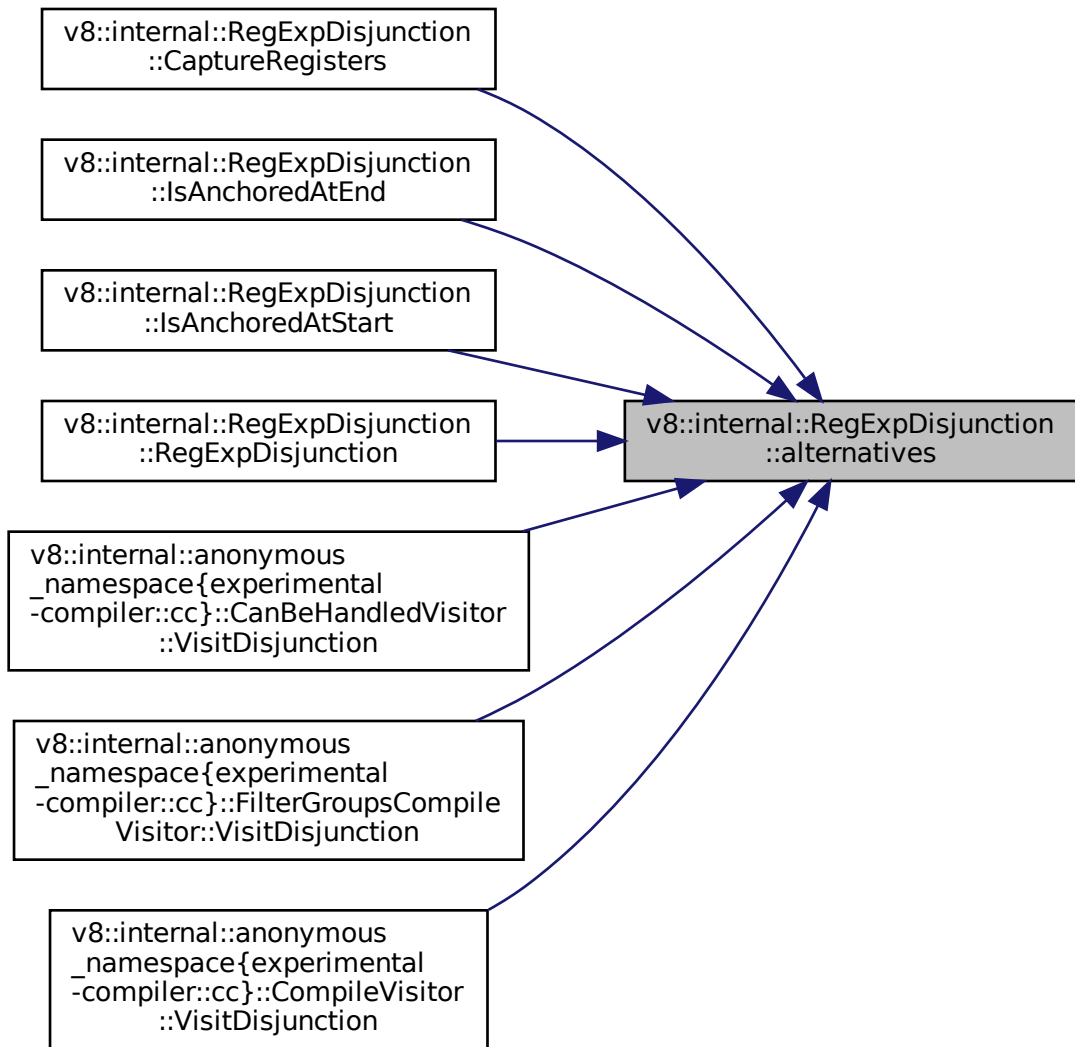 v8::internal::RegExpDisjunction
::CaptureRegisters
v8::internal::RegExpDisjunction
::IsAnchoredAtEnd
v8::internal::RegExpDisjunction
::IsAnchoredAtStart
v8::internal::RegExpDisjunction
::RegExpDisjunction
v8::internal::RegExpDisjunction
::alternatives
v8::internal::anonymous
_namespace{experimental
-compiler::cc}::CanBeHandledVisitor
::VisitDisjunction
v8::internal::anonymous
_namespace{experimental
-compiler::cc}::FilterGroupsCompile
Visitor::VisitDisjunction
v8::internal::anonymous
_namespace{experimental
-compiler::cc}::CompileVisitor
::VisitDisjunction